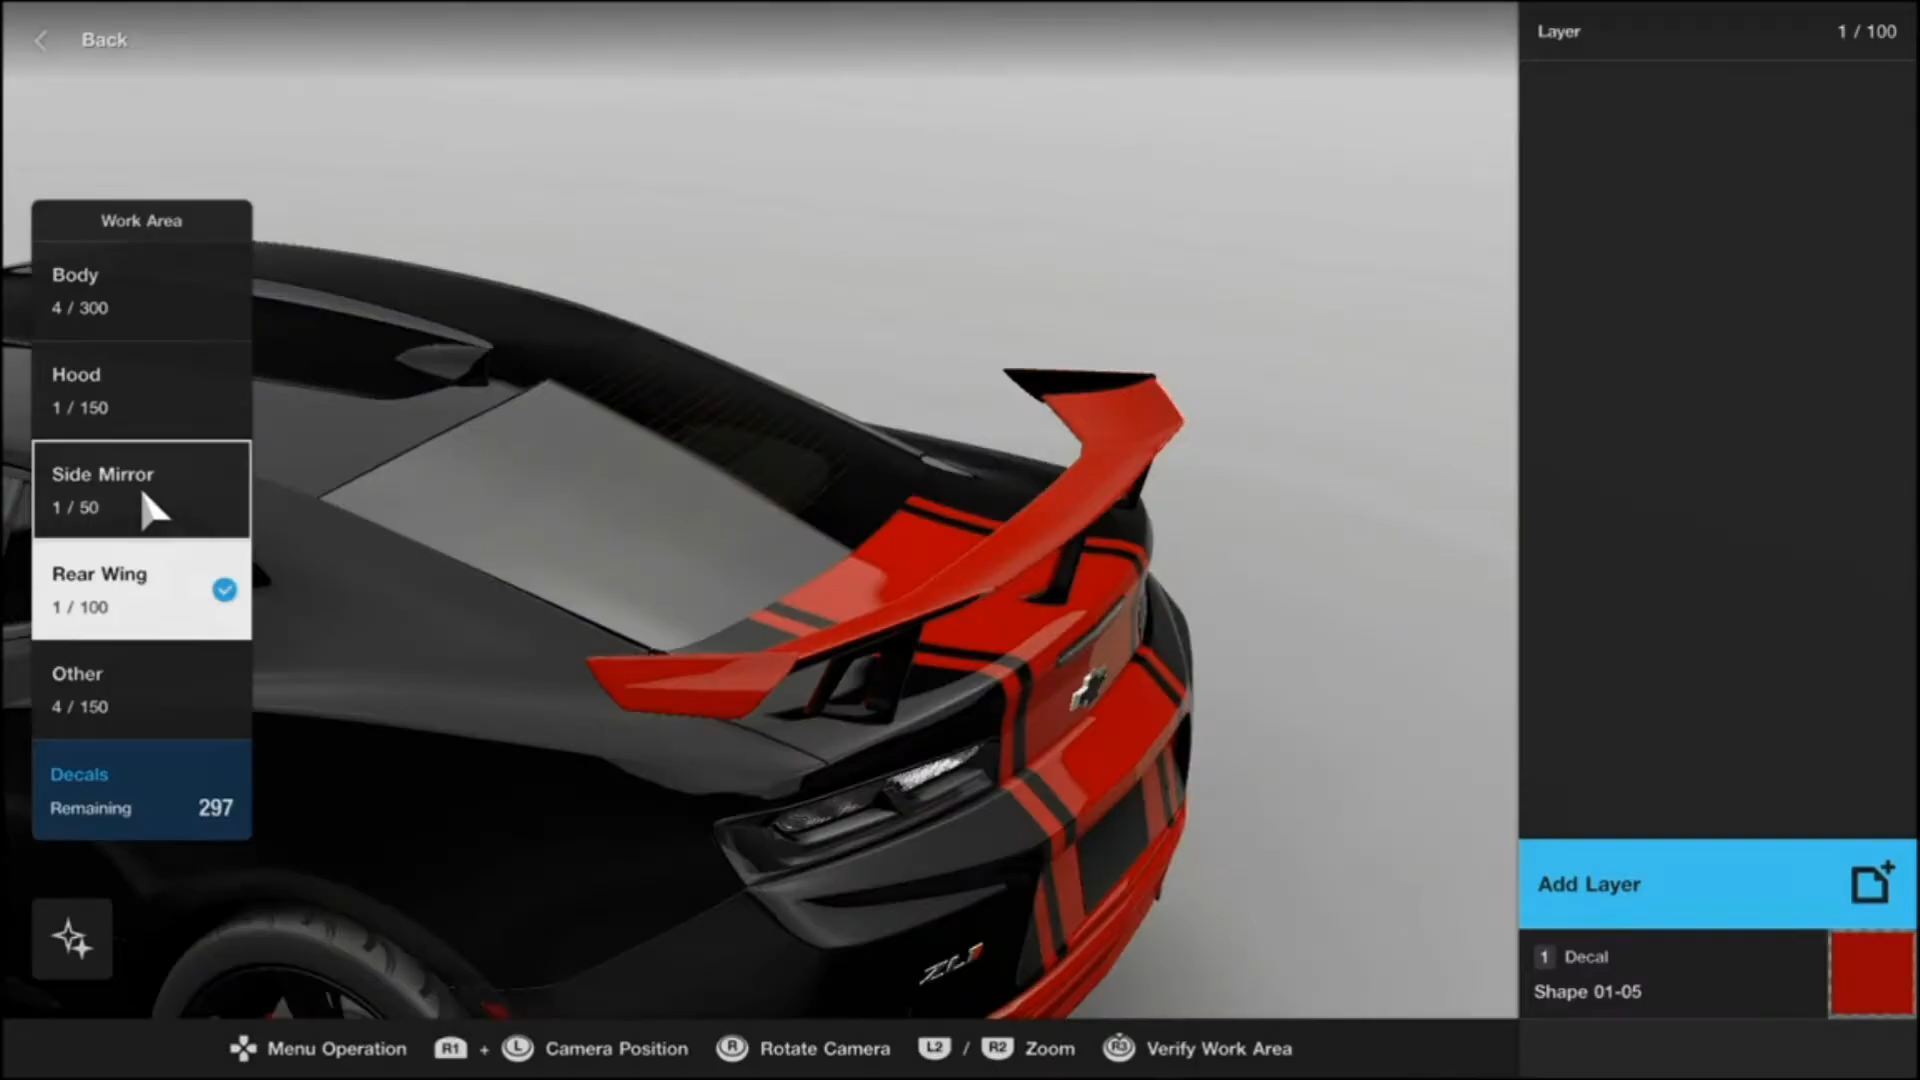 Back
Layer
1 / 100
Work Area
Body
4 / 300
Hood
1 / 150
Side Mirror
1 / 50
Rear Wing
1 / 100
Other
4 / 150
Decals
Remaining 297
ZL1
Add Layer
1 Decal
Shape 01-05
Menu Operation R1 + L Camera Position R Rotate Camera L2 / R2 Zoom R3 Verify Work Area